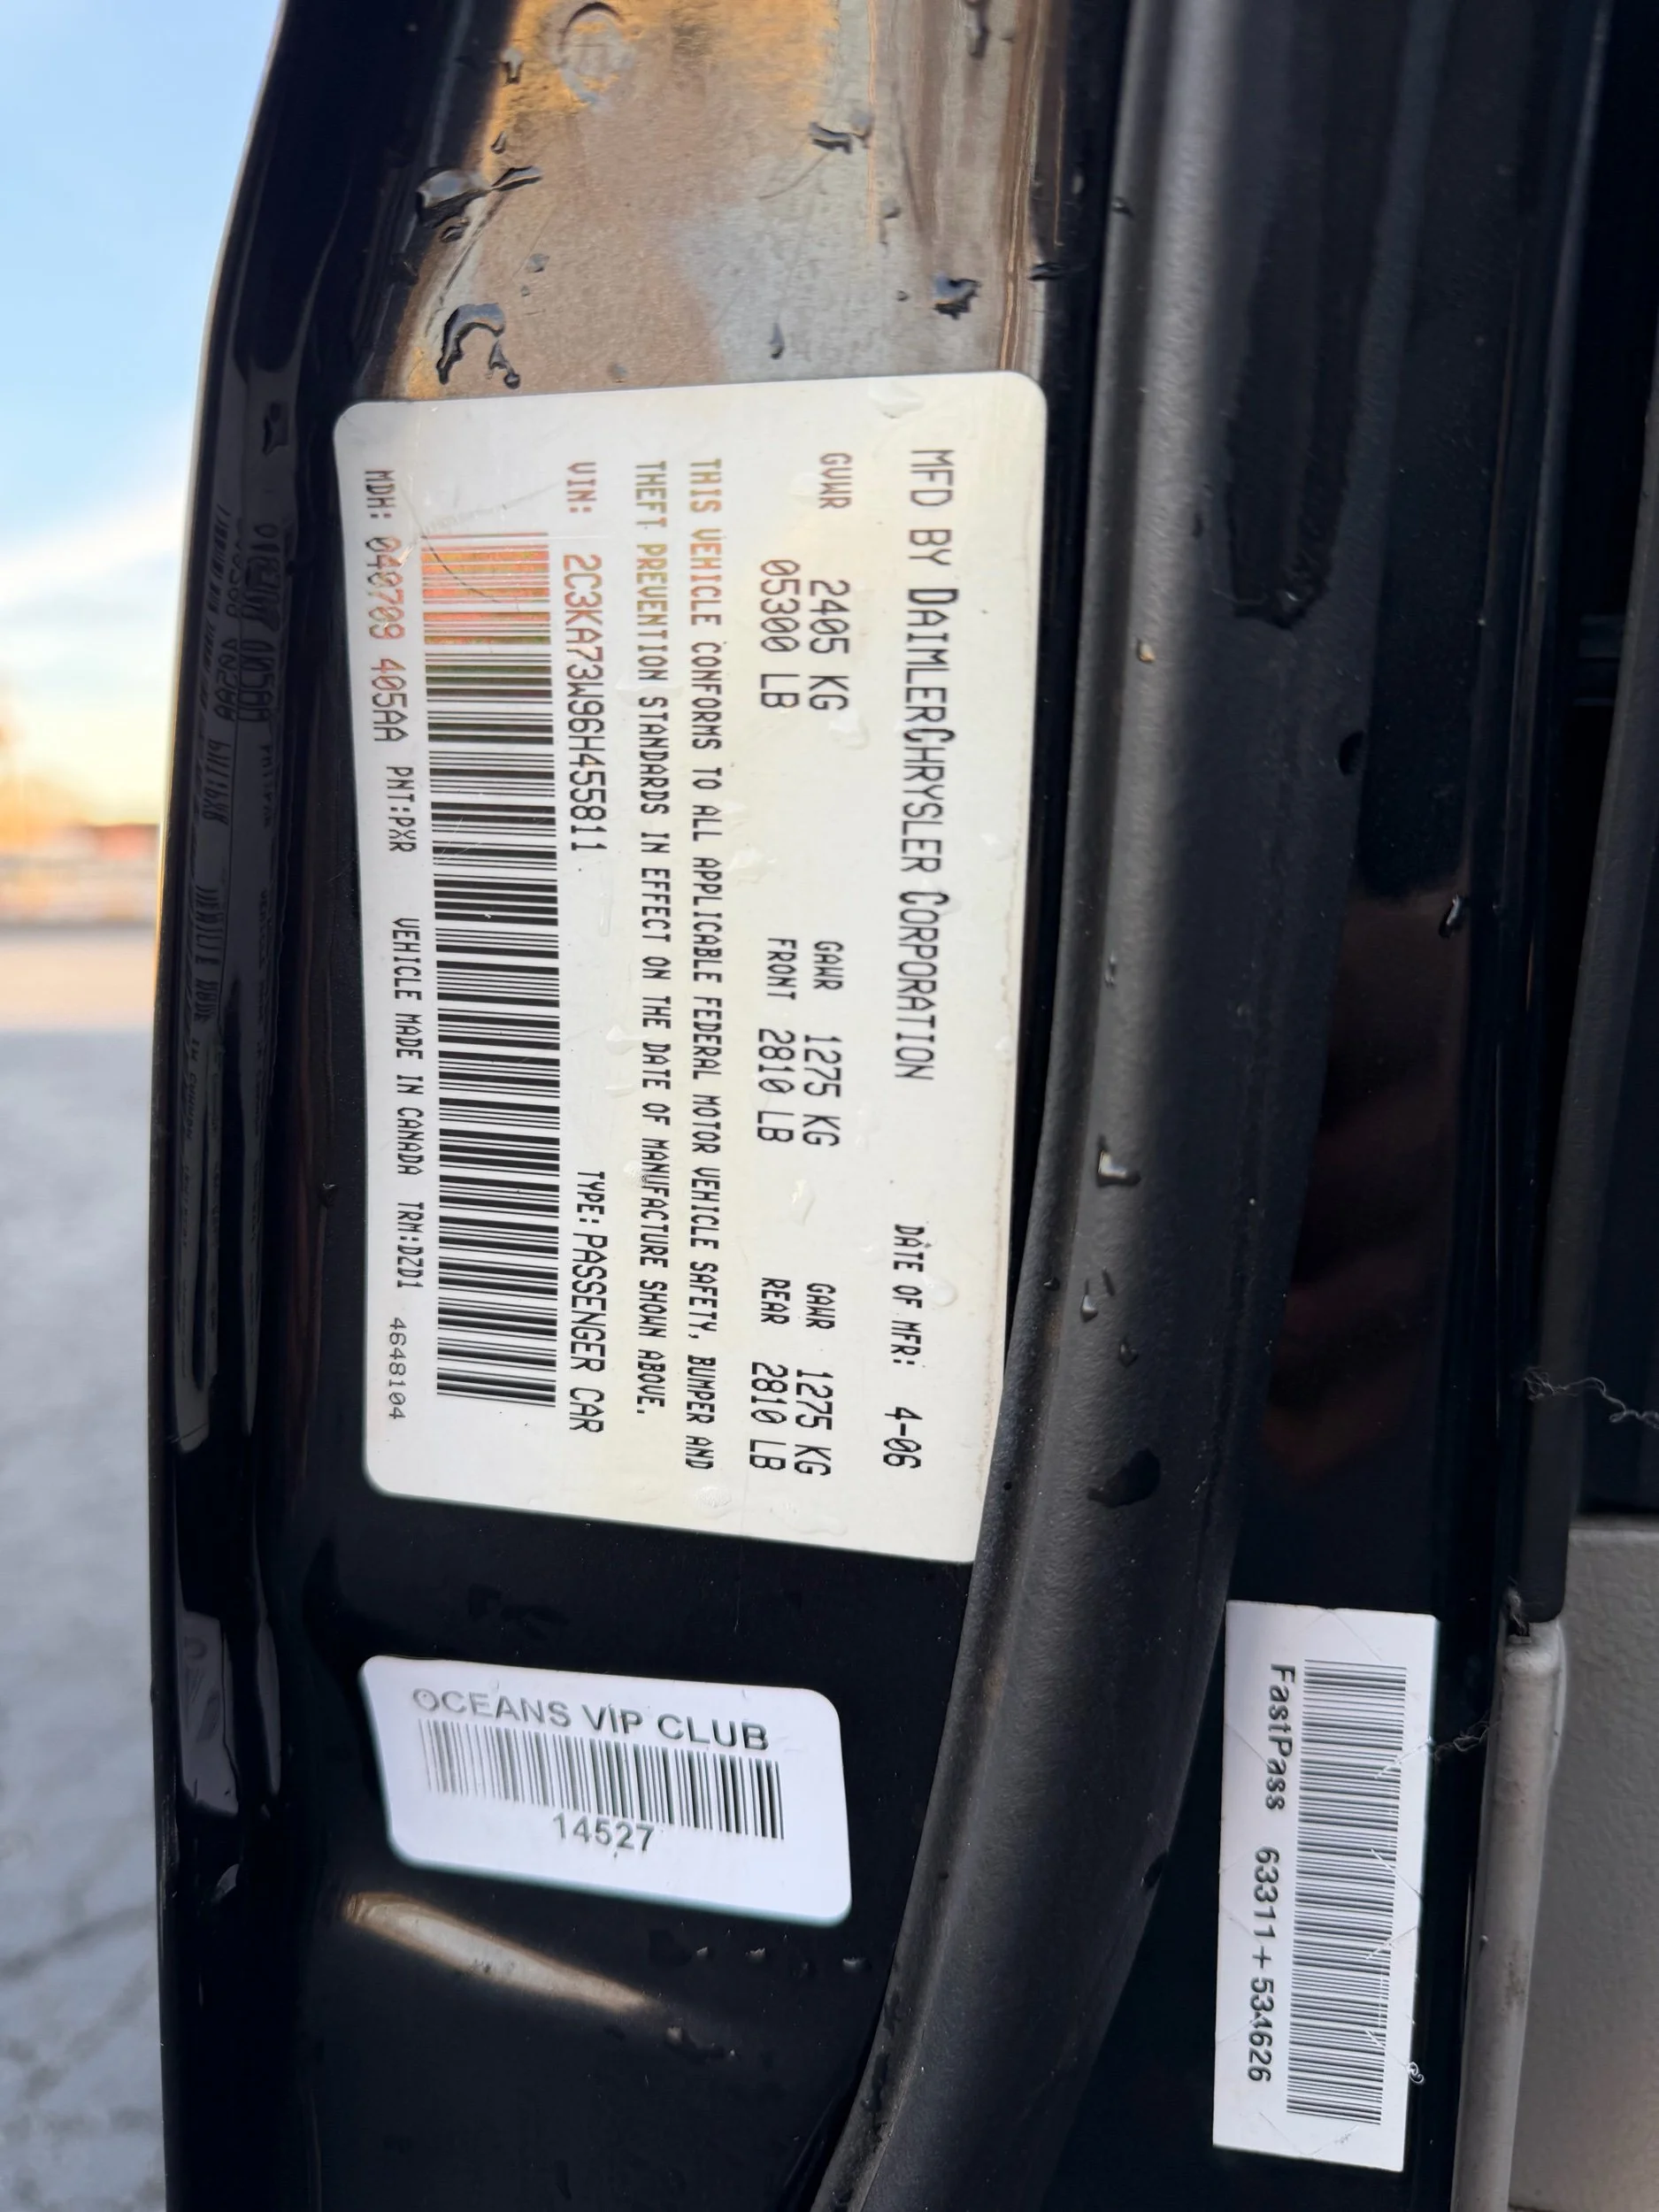 MFD BY DAIMLERCHRYSLER CORPORATION DATE OF MFR: 4-06
GVWR 2405 KG GAWR 1275 KG GAWR 1275 KG
05300 LB FRONT 2810 LB REAR 2810 LB
THIS VEHICLE CONFORMS TO ALL APPLICABLE FEDERAL MOTOR VEHICLE SAFETY, BUMPER AND
THEFT PREVENTION STANDARDS IN EFFECT ON THE DATE OF MANUFACTURE SHOWN ABOVE.
VIN: 2C3KA73W96H455811 TYPE: PASSENGER CAR
MDH: 040709 405AA PNT:PXR VEHICLE MADE IN CANADA TRM:DZD1 4648104
OCEANS VIP CLUB
14527
FastPass 63311+534626